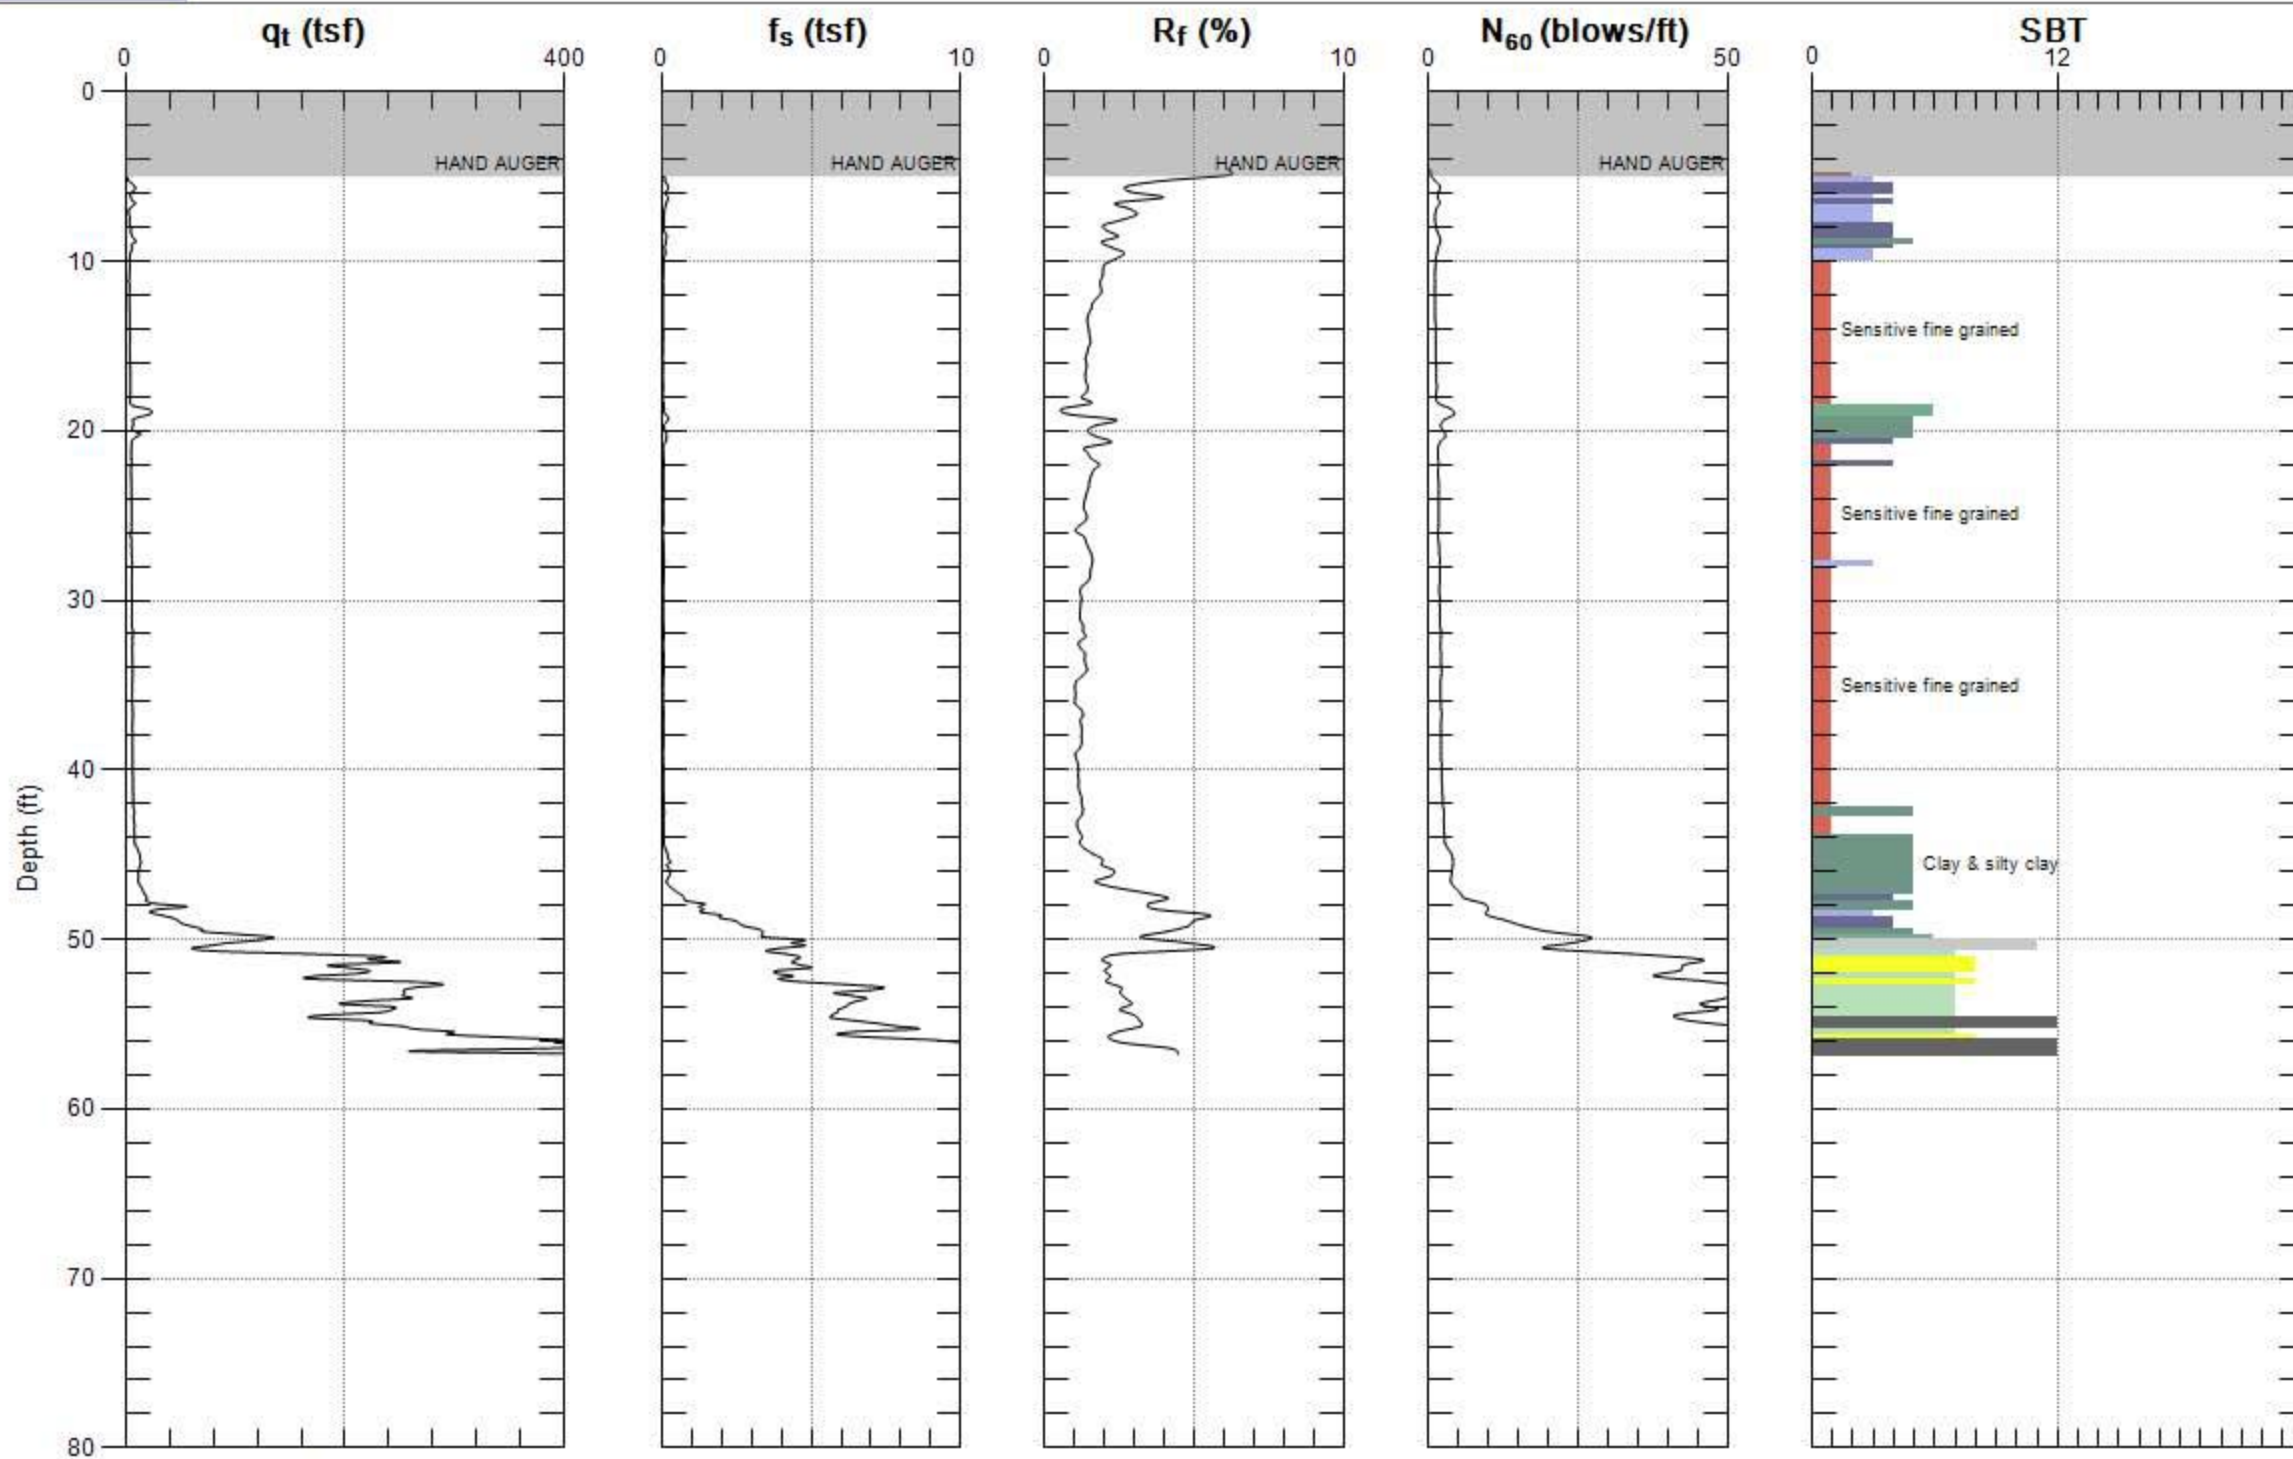 qt (tsf) fs (tsf) Rf (%) N60 (blows/ft) SBT
0 400 0 10 0 10 0 50 0 12
0
HAND AUGER HAND AUGER HAND AUGER HAND AUGER
10
Sensitive fine grained
20
Sensitive fine grained
30
Sensitive fine grained
40
Depth (ft)
Clay & silty clay
50
60
70
80